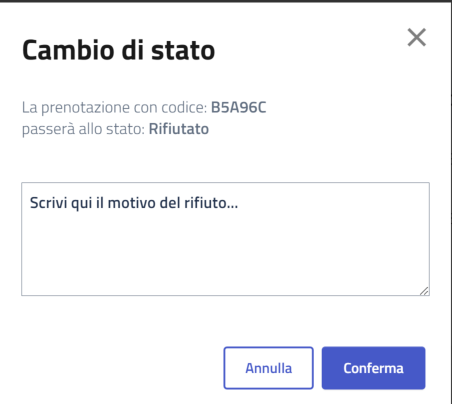 Cambio di stato
La prenotazione con codice: B5A96C
passerà allo stato: Rifiutato
Scrivi qui il motivo del rifiuto...
Annulla
Conferma